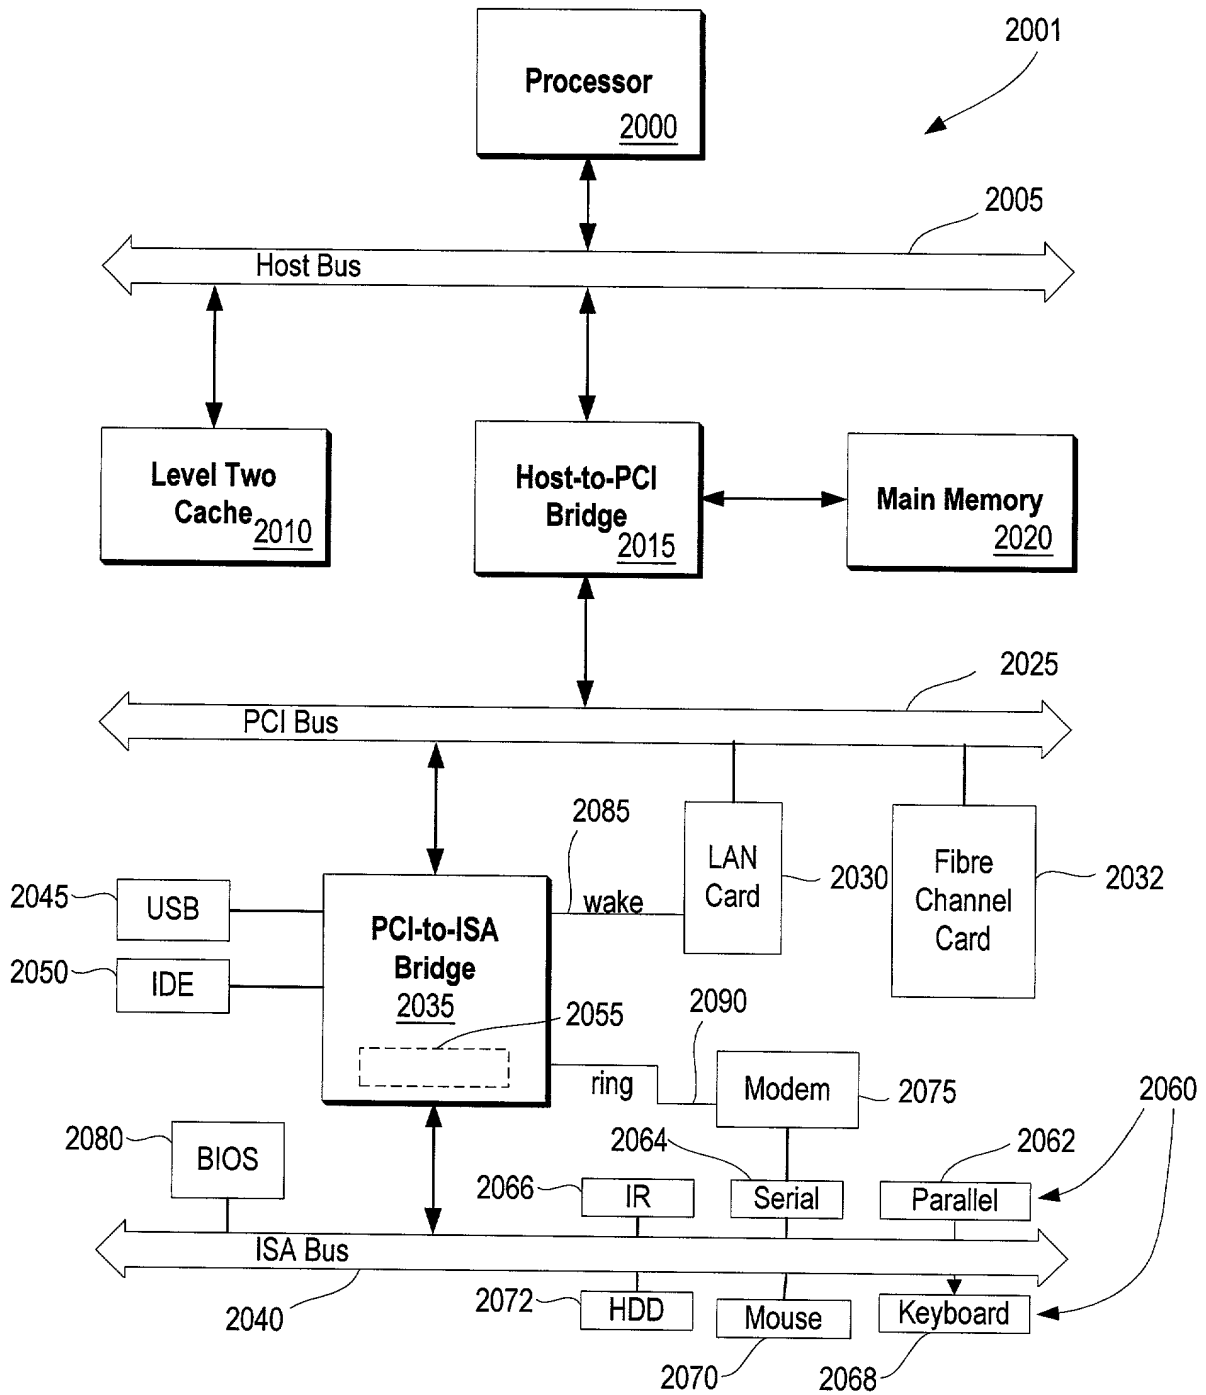 2001
Processor
2000
2005
Host Bus
Level Two
Cache
2010
Host-to-PCI
Bridge
2015
Main Memory
2020
2025
PCI Bus
2085
wake
LAN
Card
2030
Fibre
Channel
Card
2032
2045
USB
2050
IDE
PCI-to-ISA
Bridge
2035
2055
2090
ring
Modem
2075
2060
2080
BIOS
2064
2062
2066
IR
Serial
Parallel
ISA Bus
2040
2072
HDD
Mouse
Keyboard
2070
2068